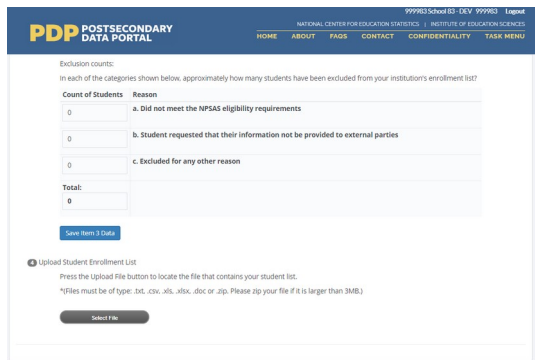 999983 School 83 - DEV 999983 Logout
NATIONAL CENTER FOR EDUCATION STATISTICS | INSTITUTE OF EDUCATION SCIENCES
PDP POSTSECONDARY
DATA PORTAL
HOME ABOUT FAQS CONTACT CONFIDENTIALITY TASK MENU
Exclusion counts:
In each of the categories shown below, approximately how many students have been excluded from your institution's enrollment list?
Count of Students Reason
0 a. Did not meet the NPSAS eligibility requirements
0 b. Student requested that their information not be provided to external parties
0 c. Excluded for any other reason
Total:
0
Save Item 3 Data
4 Upload Student Enrollment List
Press the Upload File button to locate the file that contains your student list.
*(Files must be of type: .txt, .csv, .xls, .xlsx, .doc or .zip. Please zip your file if it is larger than 3MB.)
Select File